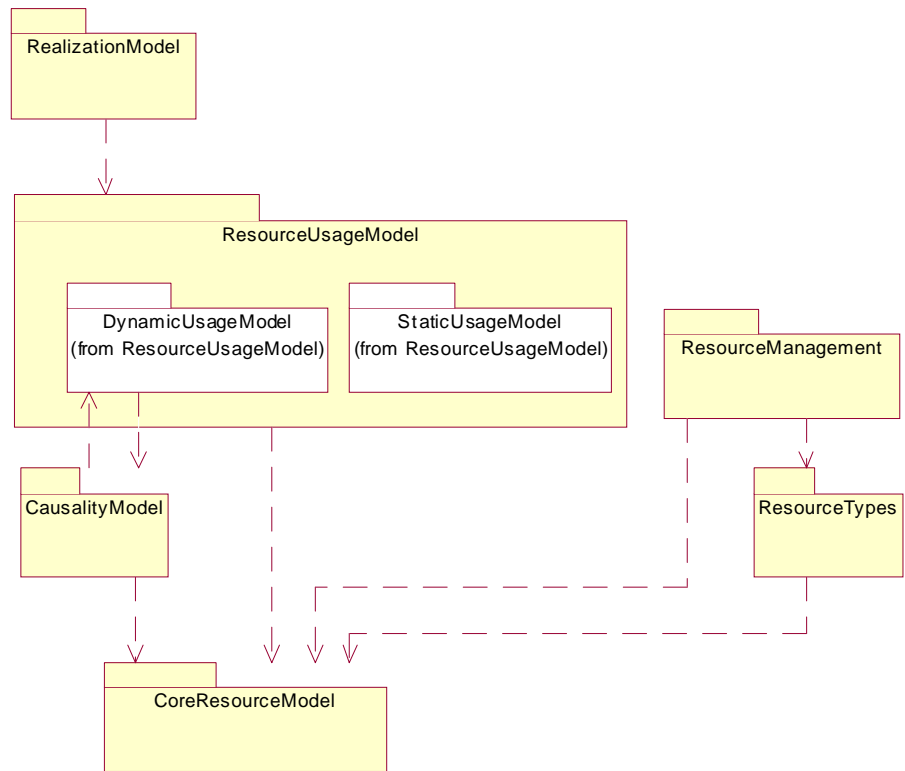 RealizationModel
ResourceUsageModel
DynamicUsageModel
(from ResourceUsageModel)
StaticUsageModel
(from ResourceUsageModel)
ResourceManagement
CausalityModel
ResourceTypes
CoreResourceModel